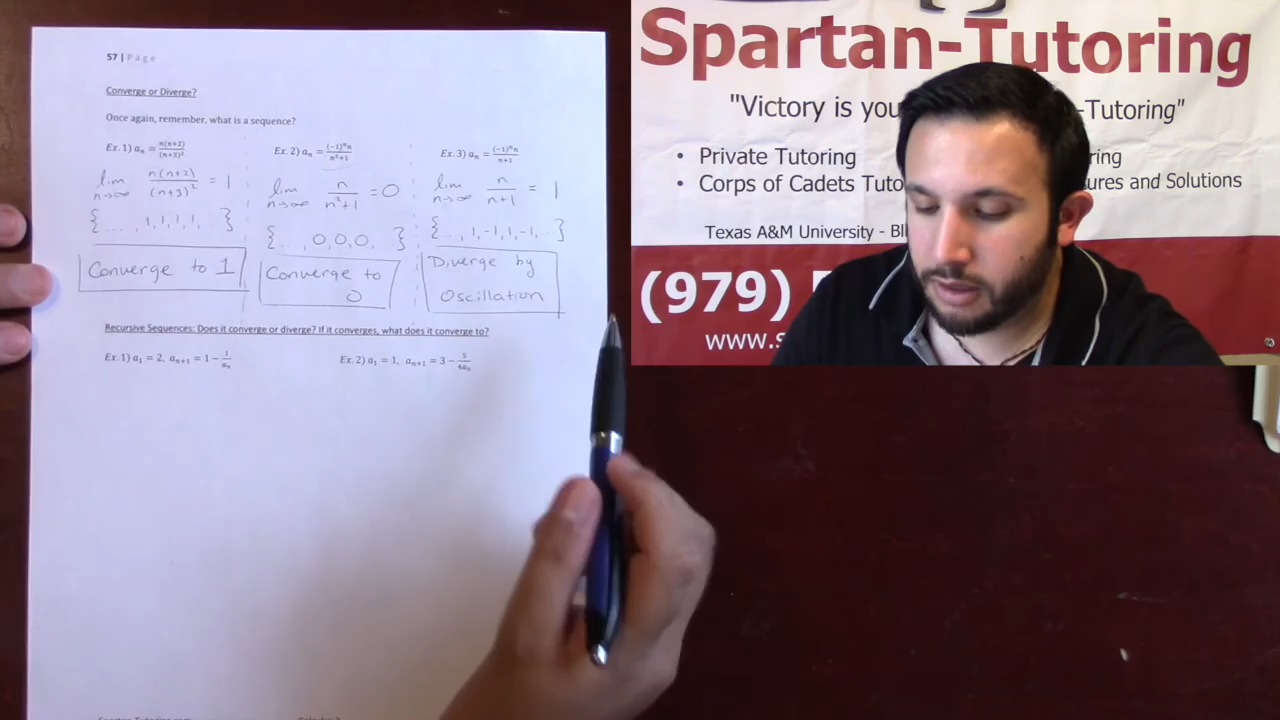 57 | Page
Converge or Diverge?
Once again, remember, what is a sequence?
Ex. 1) aₙ = n(n+2)/(n+3)²
lim n→∞ n(n+2)/(n+3)² = 1
{ ..., 1, 1, 1, 1, }
Converge to 1
Ex. 2) aₙ = (-1)ⁿn/n²+1
lim n→∞ n/n²+1 = 0
{ ..., 0, 0, 0, }
Converge to
0
Ex. 3) aₙ = (-1)ⁿn/n+1
lim n→∞ n/n+1 = 1
{ ..., 1, -1, 1, -1, .. }
Diverge by
Oscillation
Recursive Sequences: Does it converge or diverge? If it converges, what does it converge to?
Ex. 1) a₁ = 2, aₙ₊₁ = 1 − 1/aₙ
Ex. 2) a₁ = 1, aₙ₊₁ = 3 − 5/4aₙ
Spartan-Tutoring
"Victory is you
-Tutoring"
• Private Tutoring
ring
• Corps of Cadets Tuto
ures and Solutions
Texas A&M University - Bl
(979)
www.s